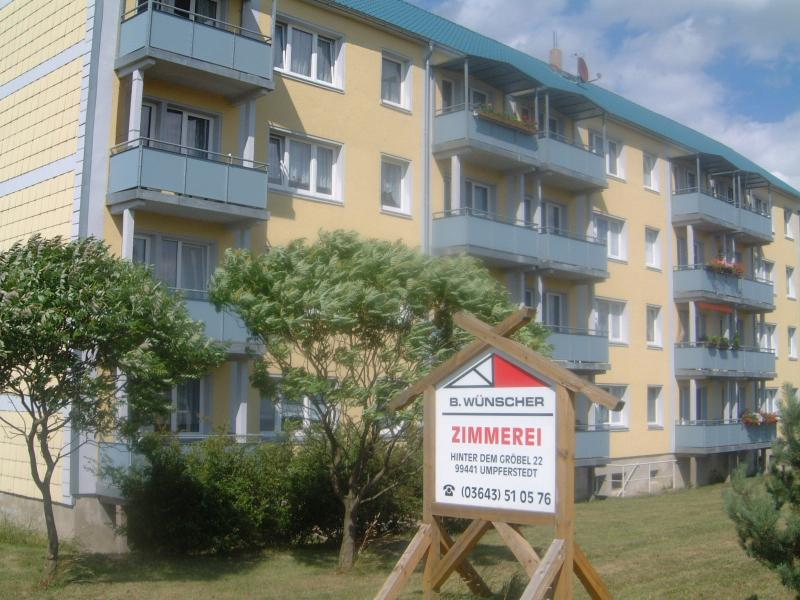 B. WÜNSCHER
ZIMMEREI
HINTER DEM GRÖBEL 22
99441 UMPFERSTEDT
☎ (03643) 51 05 76